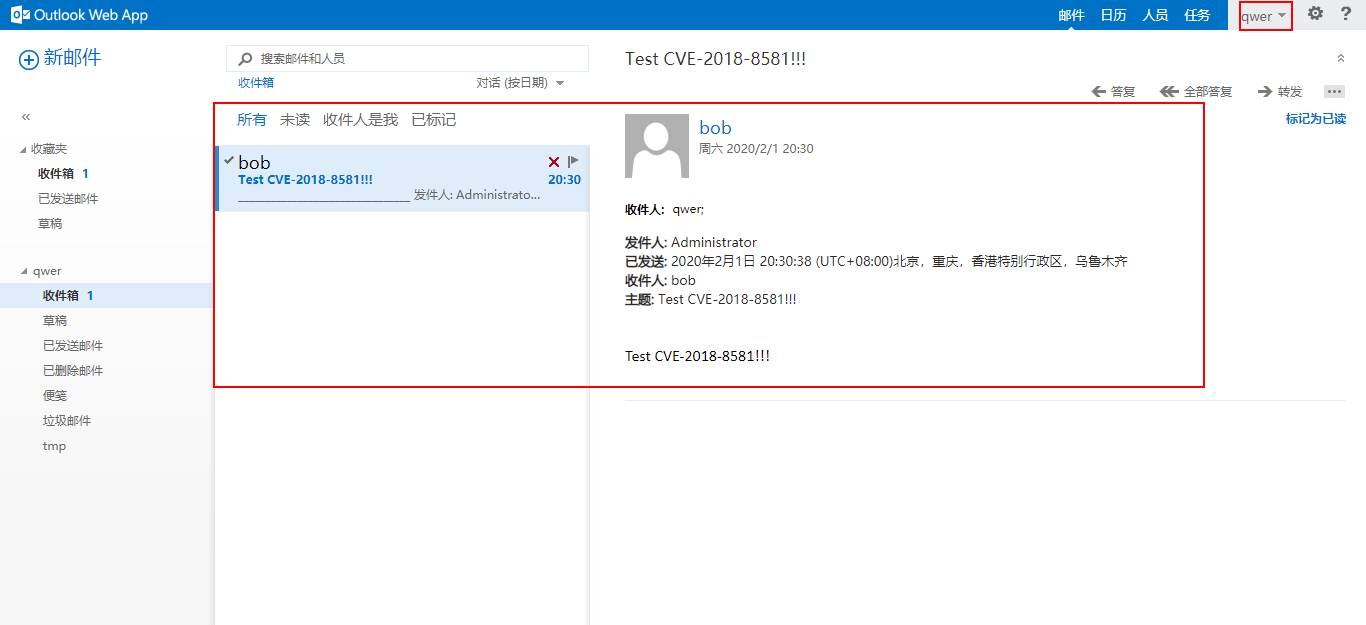 Outlook Web App
邮件 日历 人员 任务 qwer ?
新邮件
搜索邮件和人员
收件箱 对话 (按日期)
«
收藏夹
收件箱 1
已发送邮件
草稿
qwer
收件箱 1
草稿
已发送邮件
已删除邮件
便笺
垃圾邮件
tmp
所有 未读 收件人是我 已标记
bob
Test CVE-2018-8581!!! 20:30
________________________________ 发件人: Administrato...
Test CVE-2018-8581!!!
答复 全部答复 转发 •••
标记为已读
bob
周六 2020/2/1 20:30
收件人: qwer;
发件人: Administrator
已发送: 2020年2月1日 20:30:38 (UTC+08:00)北京，重庆，香港特别行政区，乌鲁木齐
收件人: bob
主题: Test CVE-2018-8581!!!
Test CVE-2018-8581!!!